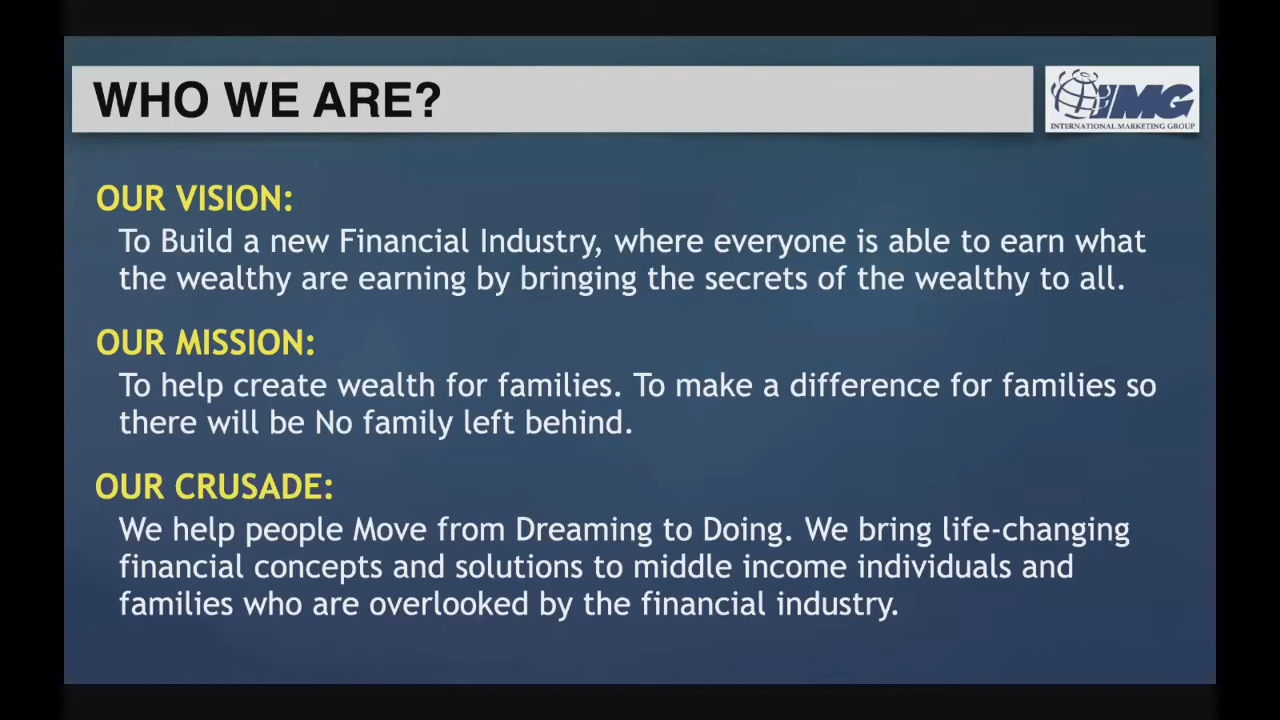 WHO WE ARE?
IMG
INTERNATIONAL MARKETING GROUP
OUR VISION:
To Build a new Financial Industry, where everyone is able to earn what
the wealthy are earning by bringing the secrets of the wealthy to all.
OUR MISSION:
To help create wealth for families. To make a difference for families so
there will be No family left behind.
OUR CRUSADE:
We help people Move from Dreaming to Doing. We bring life-changing
financial concepts and solutions to middle income individuals and
families who are overlooked by the financial industry.